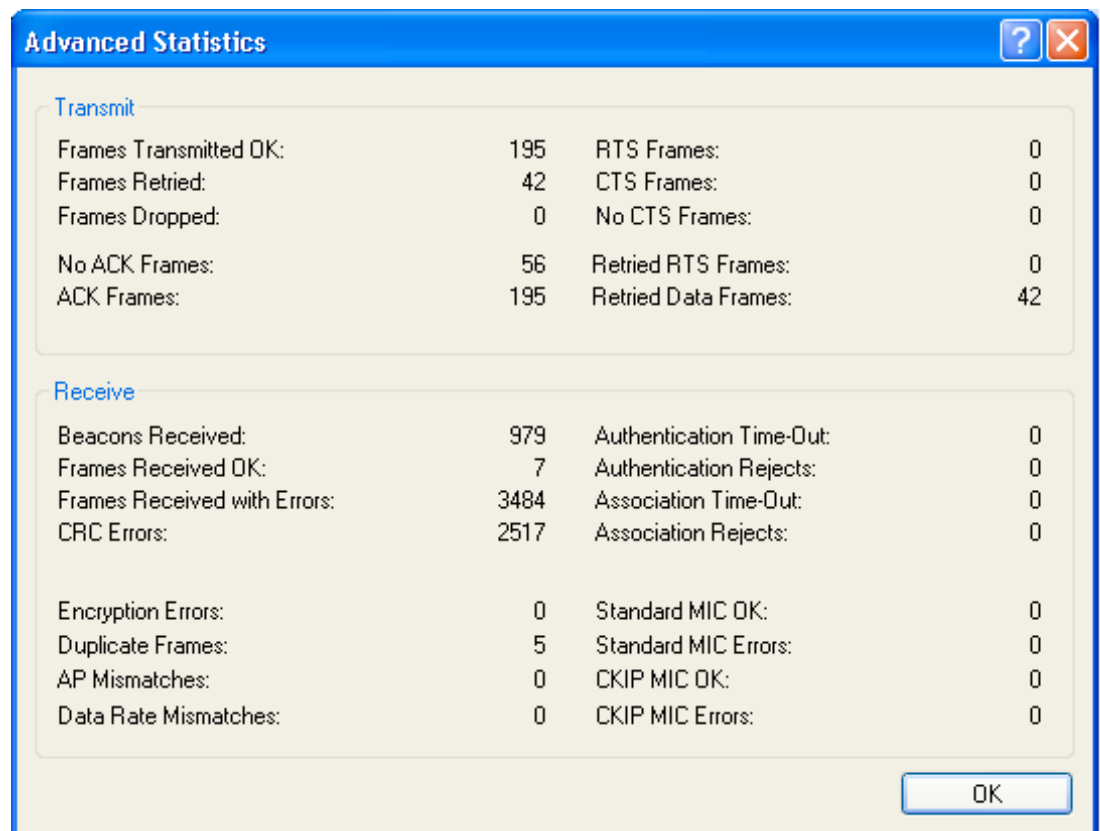 Advanced Statistics
Transmit
Frames Transmitted OK: 195 RTS Frames: 0
Frames Retried: 42 CTS Frames: 0
Frames Dropped: 0 No CTS Frames: 0
No ACK Frames: 56 Retried RTS Frames: 0
ACK Frames: 195 Retried Data Frames: 42
Receive
Beacons Received: 979 Authentication Time-Out: 0
Frames Received OK: 7 Authentication Rejects: 0
Frames Received with Errors: 3484 Association Time-Out: 0
CRC Errors: 2517 Association Rejects: 0
Encryption Errors: 0 Standard MIC OK: 0
Duplicate Frames: 5 Standard MIC Errors: 0
AP Mismatches: 0 CKIP MIC OK: 0
Data Rate Mismatches: 0 CKIP MIC Errors: 0
OK